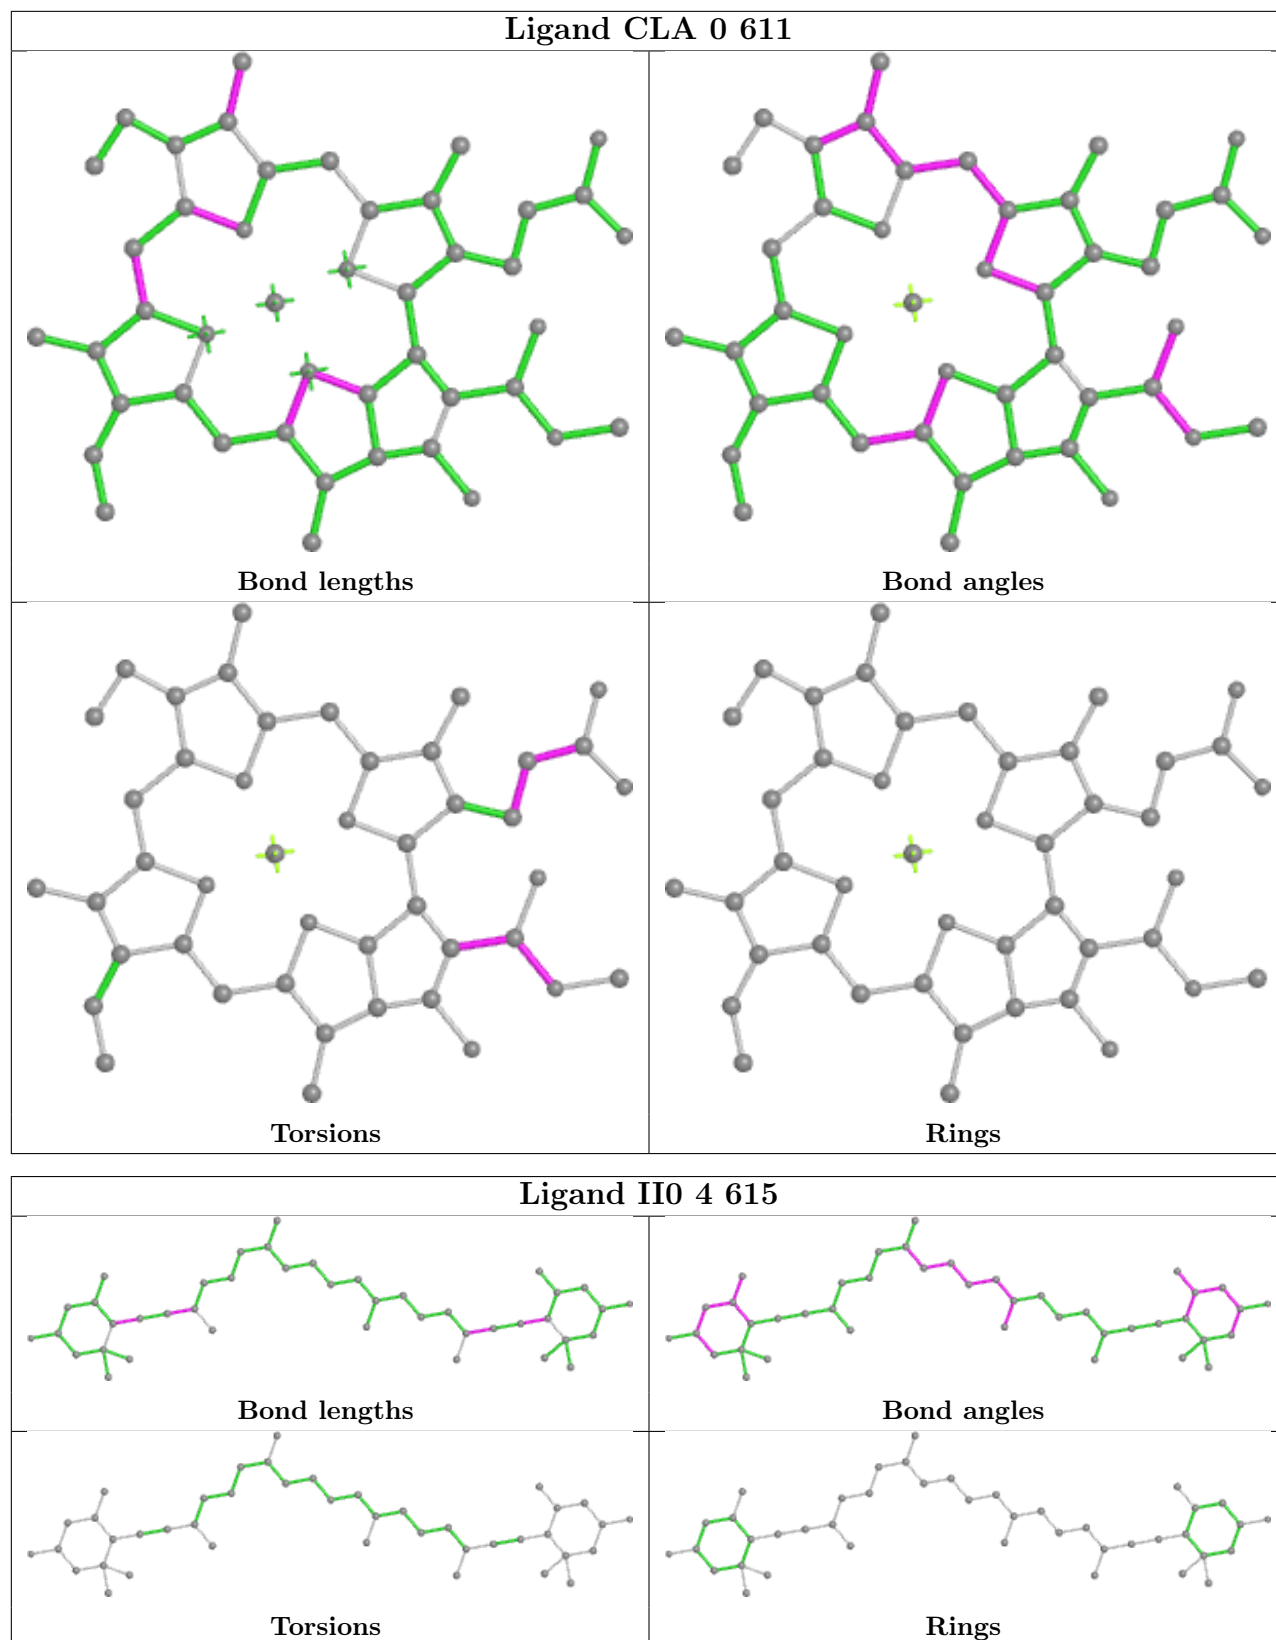 Ligand CLA 0 611
Bond lengths
Bond angles
Torsions
Rings
Ligand II0 4 615
Bond lengths
Bond angles
Torsions
Rings